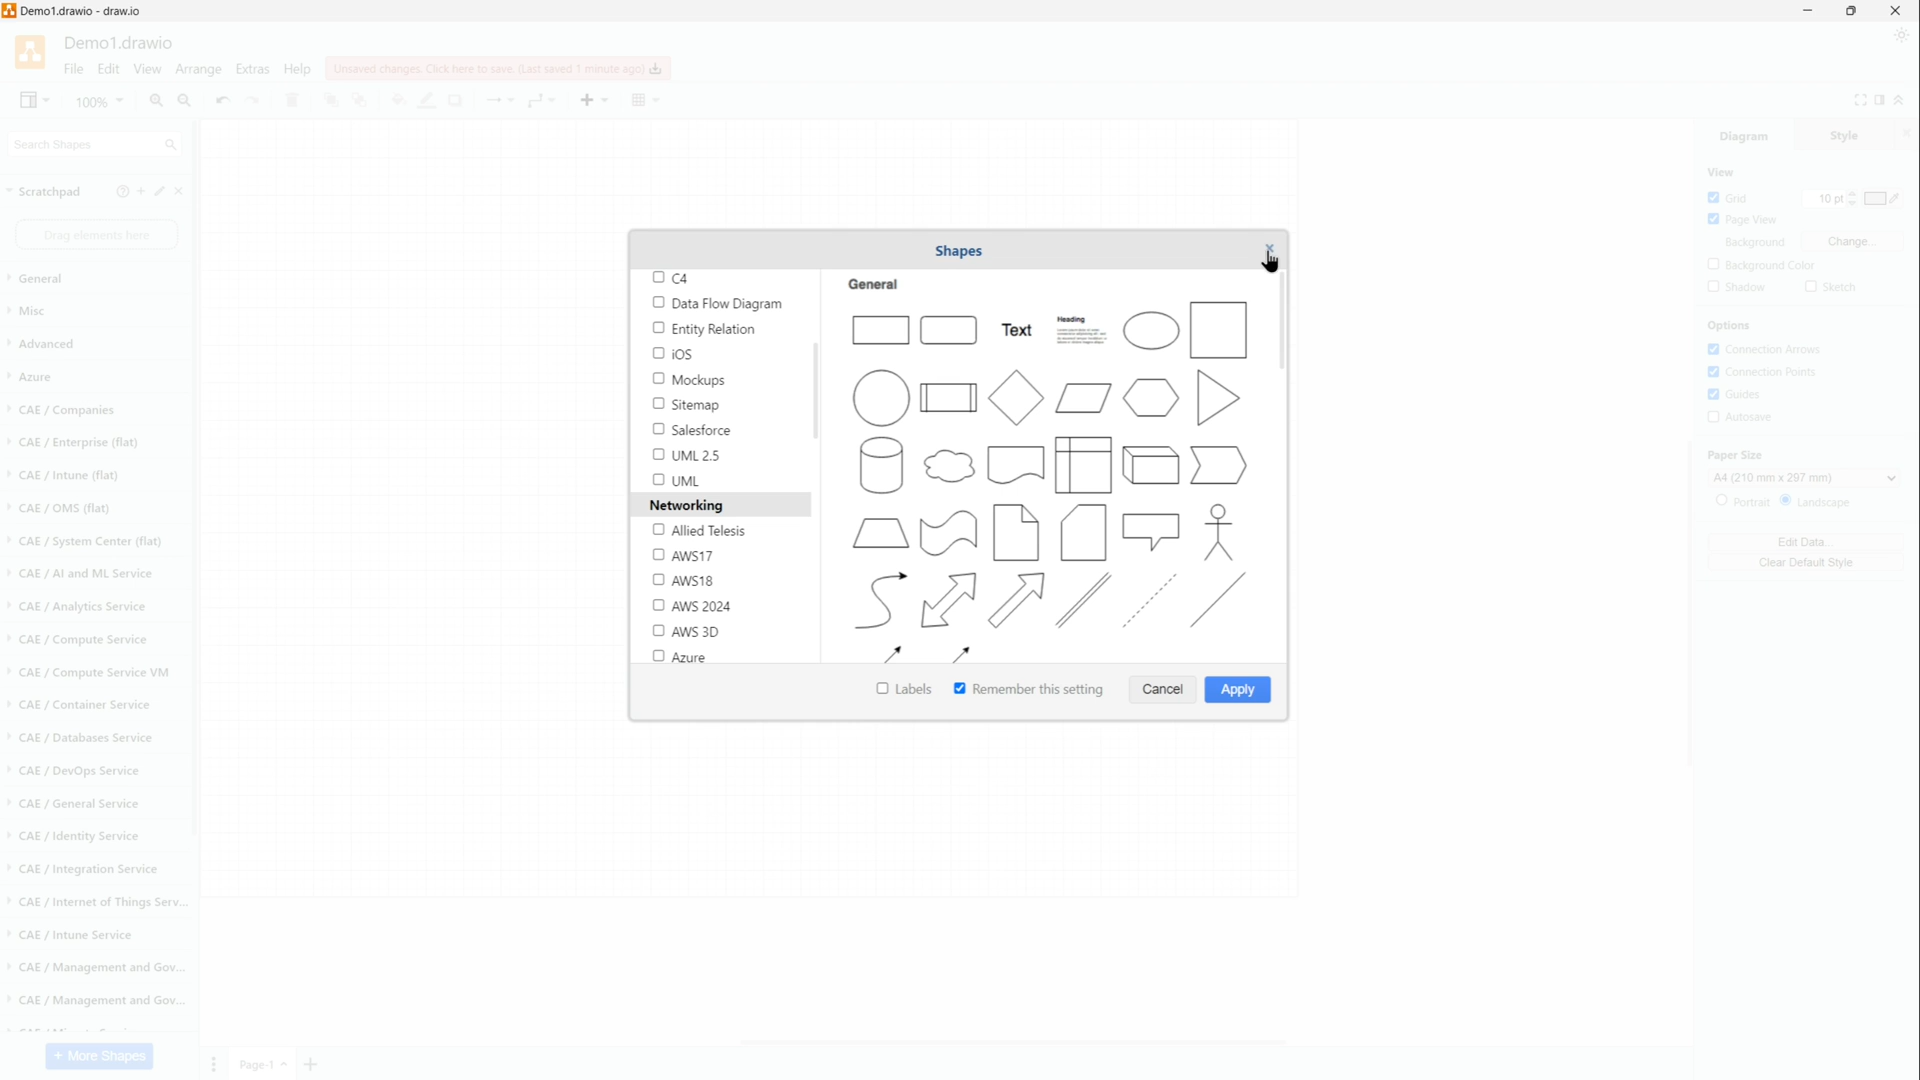 Demo1.drawio - draw.io
Demo1.drawio
File Edit View Arrange Extras Help Unsaved changes. Click here to save. (Last saved 1 minute ago)
100%
Search Shapes
Scratchpad
Drag elements here
General
Misc
Advanced
Azure
CAE / Companies
CAE / Enterprise (flat)
CAE / Intune (flat)
CAE / OMS (flat)
CAE / System Center (flat)
CAE / AI and ML Service
CAE / Analytics Service
CAE / Compute Service
CAE / Compute Service VM
CAE / Container Service
CAE / Databases Service
CAE / DevOps Service
CAE / General Service
CAE / Identity Service
CAE / Integration Service
CAE / Internet of Things Serv...
CAE / Intune Service
CAE / Management and Gov...
CAE / Management and Gov...
+ More Shapes
Page-1
Shapes
C4
Data Flow Diagram
Entity Relation
iOS
Mockups
Sitemap
Salesforce
UML 2.5
UML
Networking
Allied Telesis
AWS17
AWS18
AWS 2024
AWS 3D
Azure
General
Text
Heading
Labels Remember this setting Cancel Apply
Diagram Style
View
Grid 10 pt
Page View
Background Change...
Background Color
Shadow Sketch
Options
Connection Arrows
Connection Points
Guides
Autosave
Paper Size
A4 (210 mm x 297 mm)
Portrait Landscape
Edit Data...
Clear Default Style